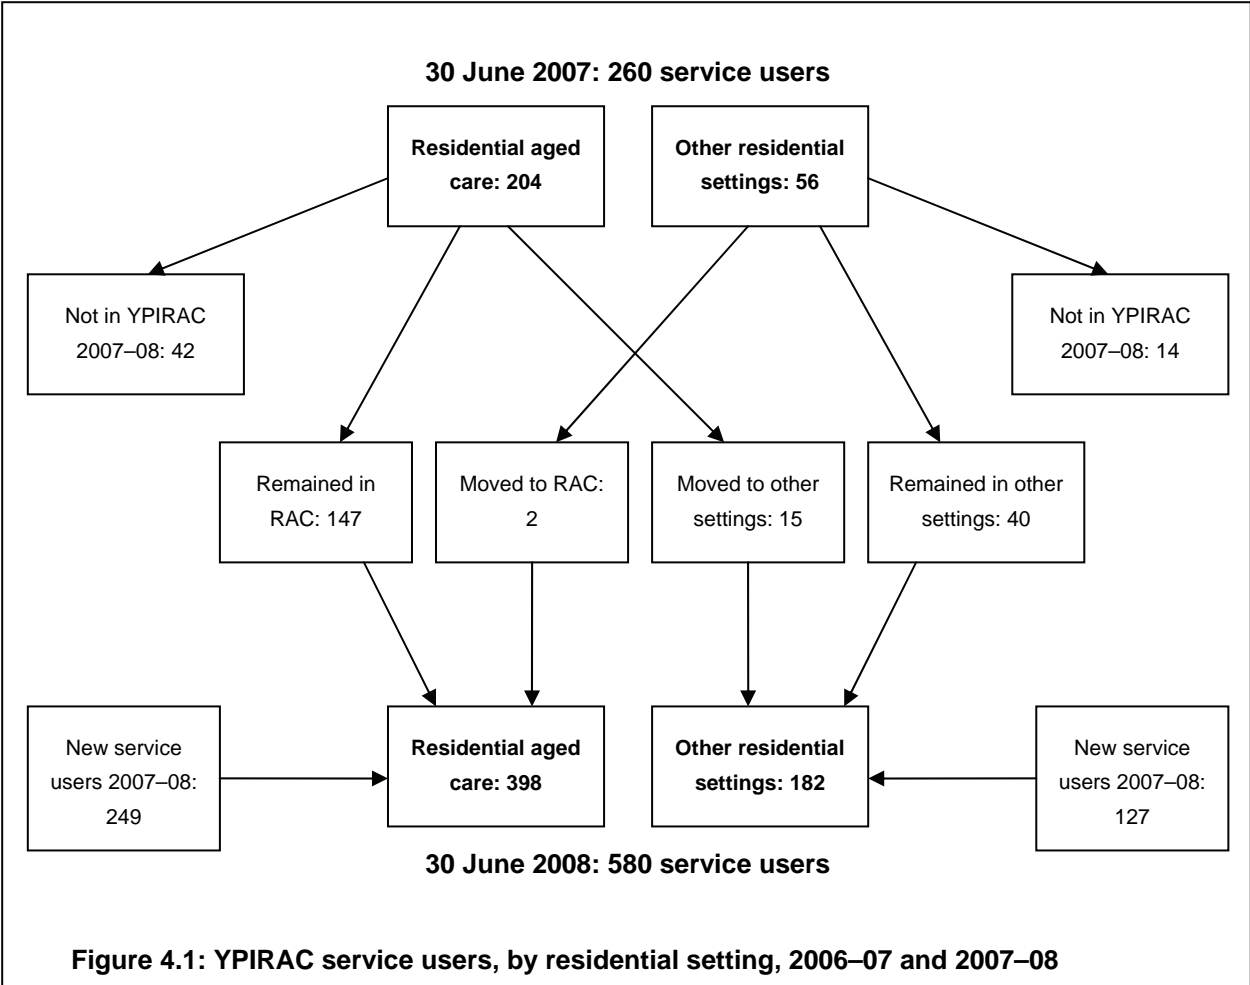 30 June 2007: 260 service users
Residential aged
care: 204
Other residential
settings: 56
Not in YPIRAC
2007–08: 42
Not in YPIRAC
2007–08: 14
Remained in
RAC: 147
Moved to RAC:
2
Moved to other
settings: 15
Remained in other
settings: 40
New service
users 2007–08:
249
Residential aged
care: 398
Other residential
settings: 182
New service
users 2007–08:
127
30 June 2008: 580 service users
Figure 4.1: YPIRAC service users, by residential setting, 2006–07 and 2007–08